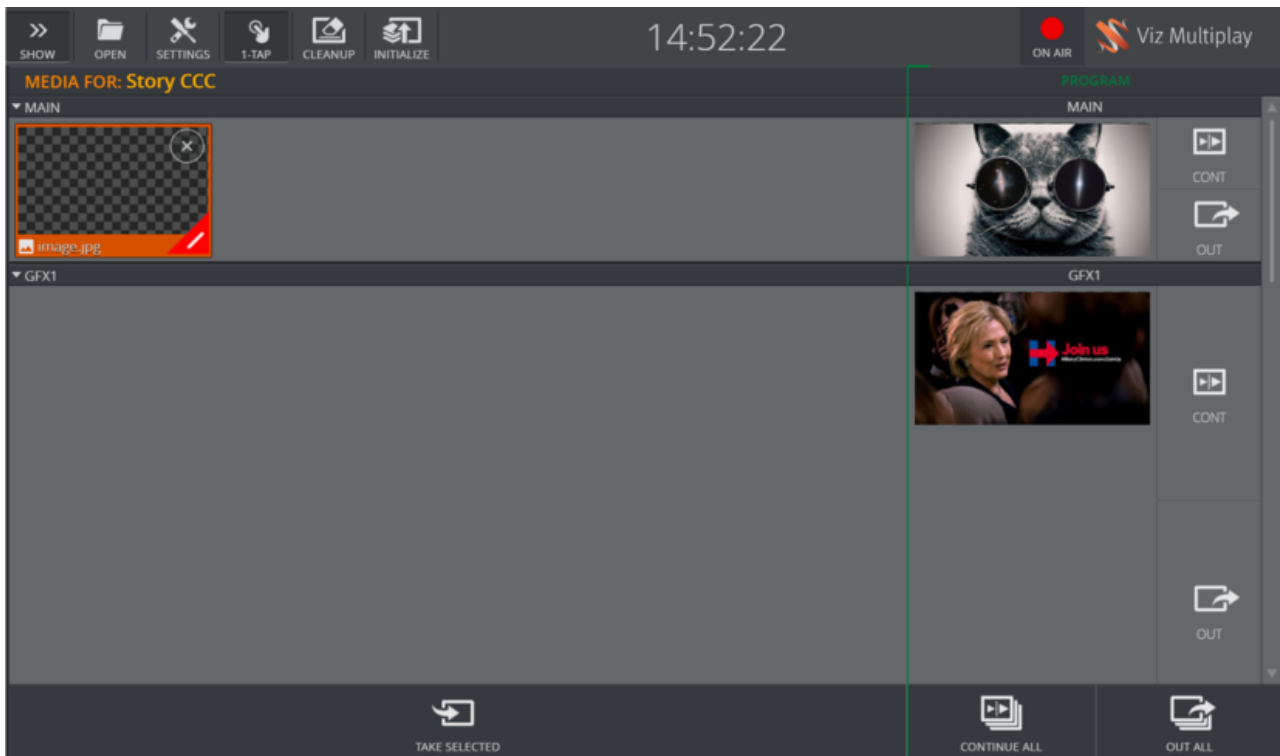 SHOW OPEN SETTINGS 1-TAP CLEANUP INITIALIZE 14:52:22 ON AIR Viz Multiplay
MEDIA FOR: Story CCC PROGRAM
MAIN MAIN
image.jpg
CONT
OUT
GFX1 GFX1
Join us
CONT
OUT
TAKE SELECTED CONTINUE ALL OUT ALL